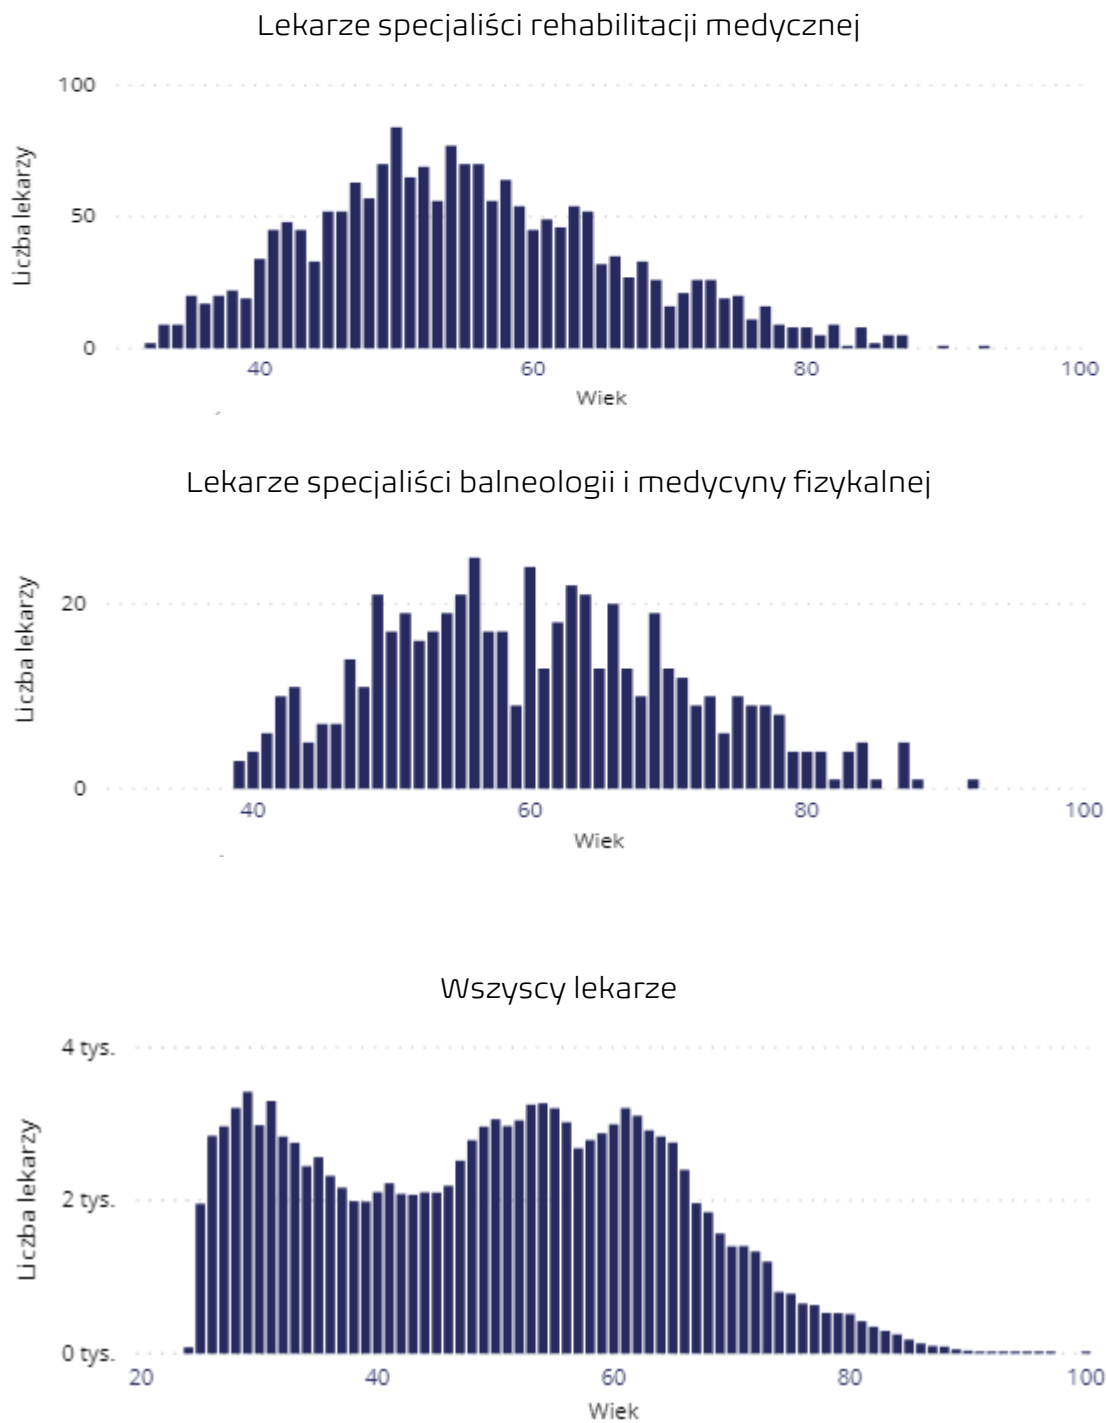 Lekarze specjaliści rehabilitacji medycznej
100
50
0
Liczba lekarzy
40 60 80 100
Wiek
Lekarze specjaliści balneologii i medycyny fizykalnej
20
0
Liczba lekarzy
40 60 80 100
Wiek
Wszyscy lekarze
4 tys.
2 tys.
0 tys.
Liczba lekarzy
20 40 60 80 100
Wiek